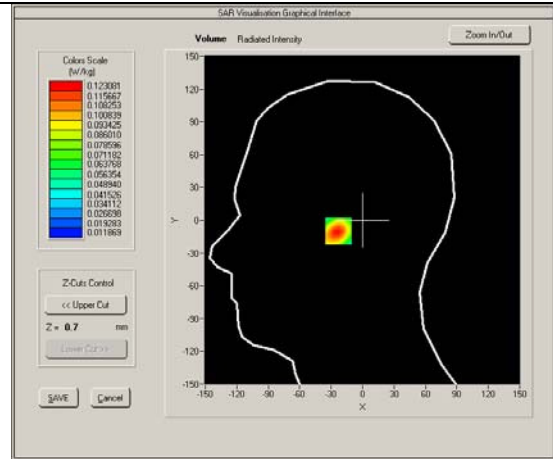 SAR Visualisation Graphical Interface
Volume Radiated Intensity
Zoom In/Out
Colors Scale
(W/kg)
0.123081
0.115667
0.108253
0.100839
0.093425
0.086010
0.078596
0.071182
0.063768
0.056354
0.048940
0.041526
0.034112
0.026698
0.019283
0.011869
Z-Cuts Control
<< Upper Cut
Z = 0.7 mm
Lower Cut >>
SAVE Cancel
150-
120-
90-
60-
30-
0-
-30-
-60-
-90-
-120-
-150-
Y
-150 -120 -90 -60 -30 0 30 60 90 120 150
X